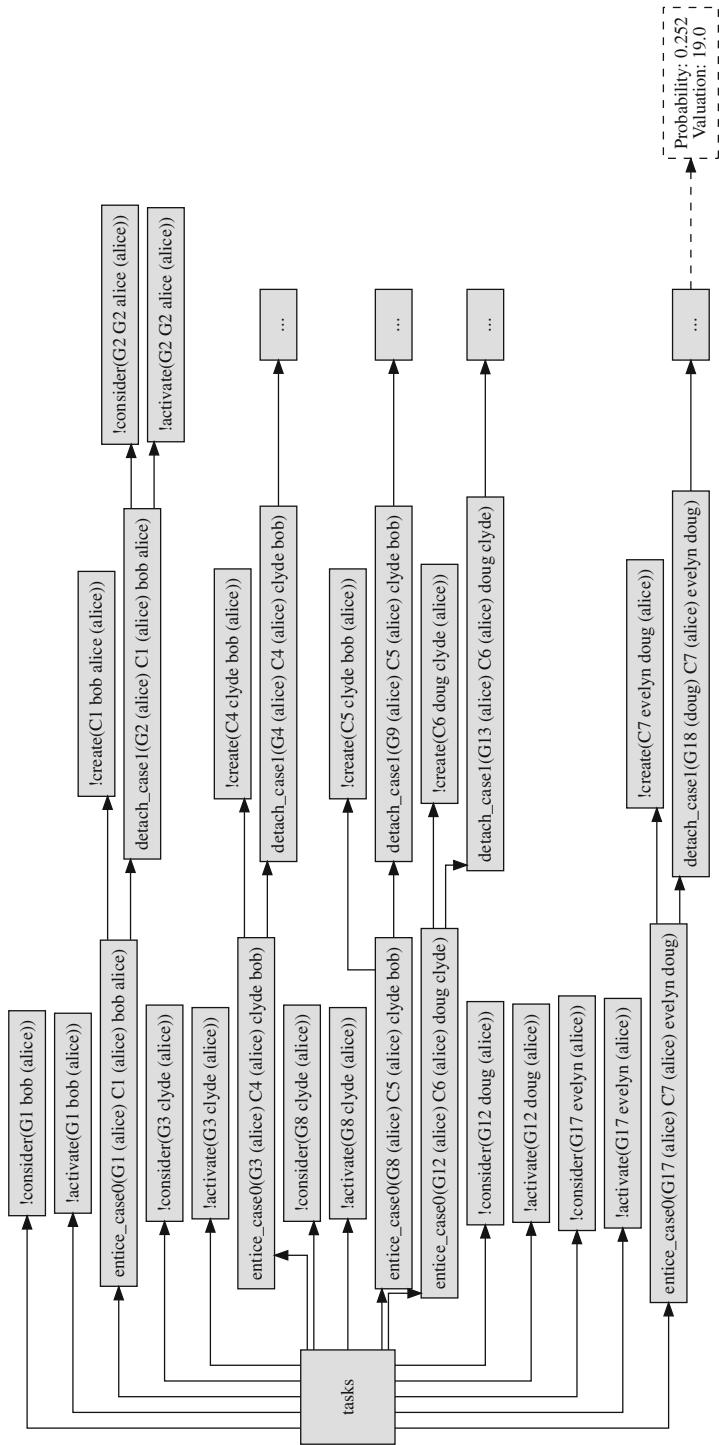 tasks
!consider(G1 bob (alice))
!activate(G1 bob (alice))
entice_case0(G1 (alice) C1 (alice) bob alice)
!create(C1 bob alice (alice))
detach_case1(G2 (alice) C1 (alice) bob alice)
!consider(G2 G2 alice (alice))
!activate(G2 G2 alice (alice))
!consider(G3 clyde (alice))
!activate(G3 clyde (alice))
entice_case0(G3 (alice) C4 (alice) clyde bob)
!create(C4 clyde bob (alice))
detach_case1(G4 (alice) C4 (alice) clyde bob)
...
!consider(G8 clyde (alice))
!activate(G8 clyde (alice))
entice_case0(G8 (alice) C5 (alice) clyde bob)
!create(C5 clyde bob (alice))
detach_case1(G9 (alice) C5 (alice) clyde bob)
...
entice_case0(G12 (alice) C6 (alice) doug clyde)
!create(C6 doug clyde (alice))
detach_case1(G13 (alice) C6 (alice) doug clyde)
...
!consider(G12 doug (alice))
!activate(G12 doug (alice))
!consider(G17 evelyn (alice))
!activate(G17 evelyn (alice))
entice_case0(G17 (alice) C7 (alice) evelyn doug)
!create(C7 evelyn doug (alice))
detach_case1(G18 (doug) C7 (alice) evelyn doug)
...
Probability: 0.252
Valuation: 19.0